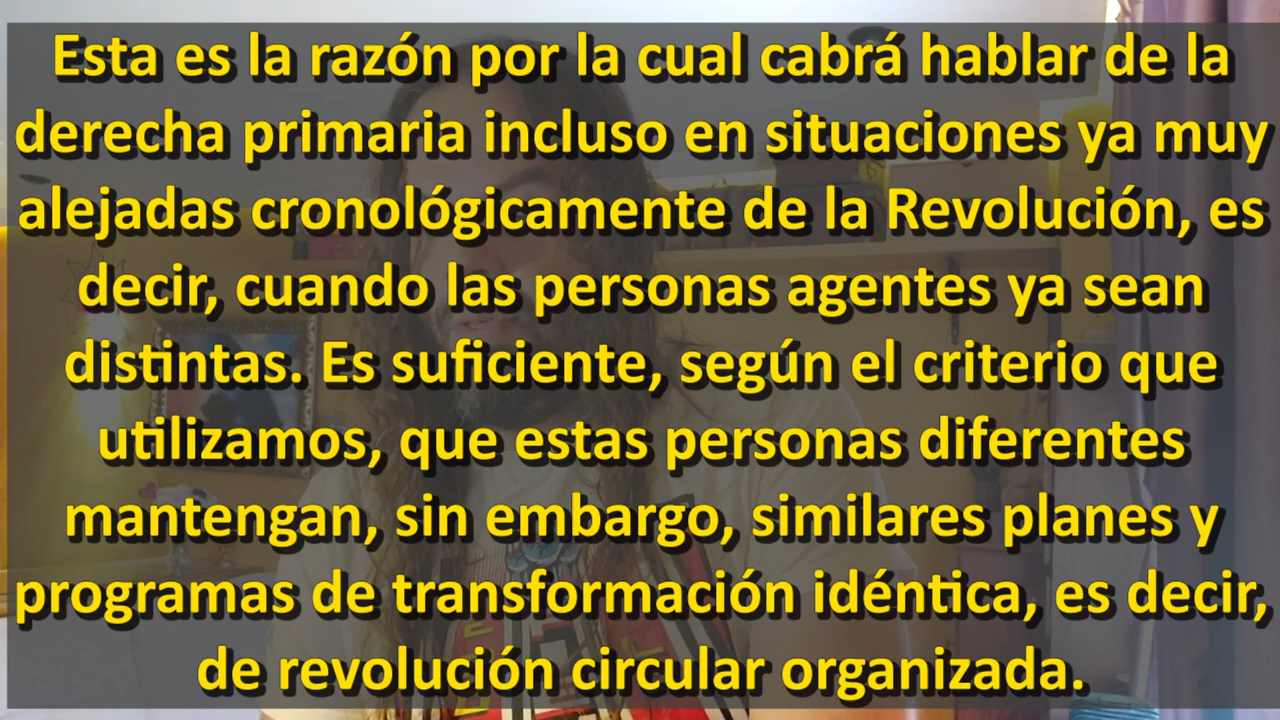 Esta es la razón por la cual cabrá hablar de la
derecha primaria incluso en situaciones ya muy
alejadas cronológicamente de la Revolución, es
decir, cuando las personas agentes ya sean
distintas. Es suficiente, según el criterio que
utilizamos, que estas personas diferentes
mantengan, sin embargo, similares planes y
programas de transformación idéntica, es decir,
de revolución circular organizada.